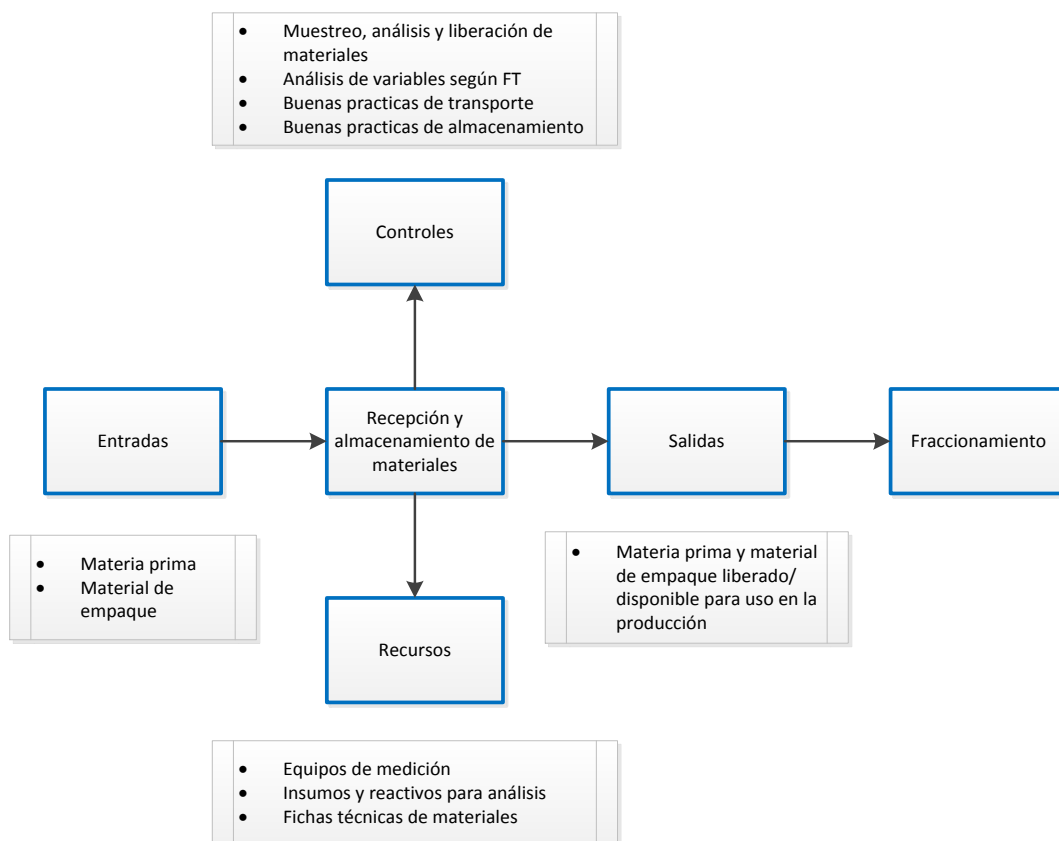 • Muestreo, análisis y liberación de
materiales
• Análisis de variables según FT
• Buenas practicas de transporte
• Buenas practicas de almacenamiento
Controles
Entradas
Recepción y
almacenamiento de
materiales
Salidas
Fraccionamiento
• Materia prima
• Material de
empaque
• Materia prima y material
de empaque liberado/
disponible para uso en la
producción
Recursos
• Equipos de medición
• Insumos y reactivos para análisis
• Fichas técnicas de materiales